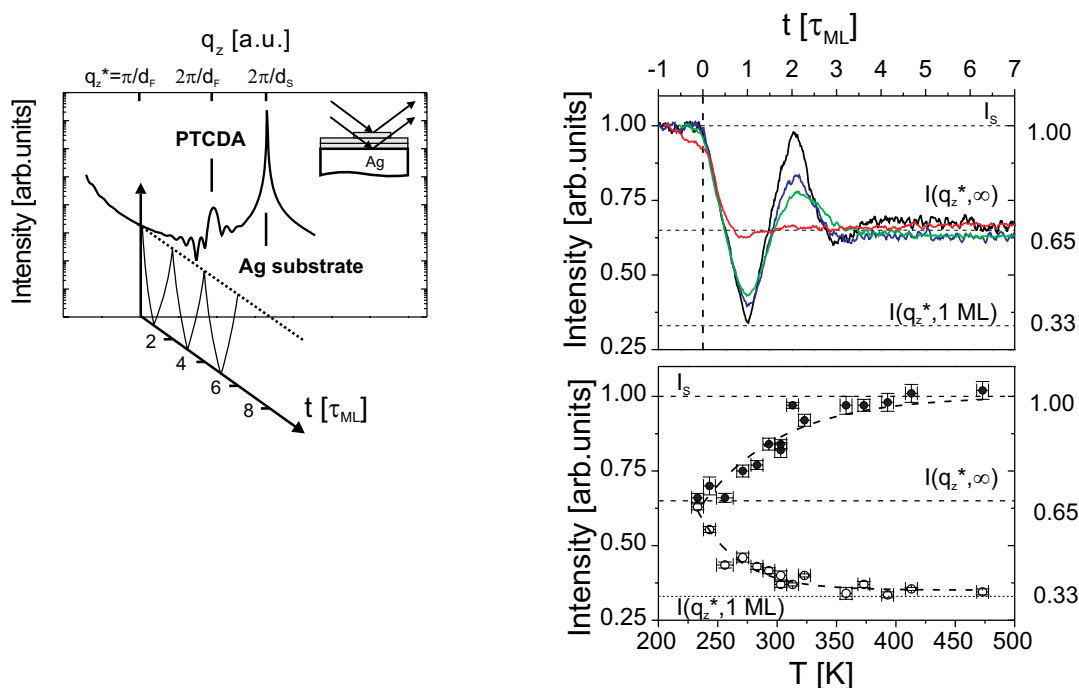 q_z [a.u.]
q_z*=π/d_F 2π/d_F 2π/d_S
Intensity [arb.units]
PTCDA
Ag
Ag substrate
2
4
6
8
t [τ_ML]
t [τ_ML]
-1 0 1 2 3 4 5 6 7
Intensity [arb.units]
1.00
0.75
0.50
0.25
I_S
I(q_z*,∞)
I(q_z*,1 ML)
1.00
0.65
0.33
Intensity [arb.units]
1.00
0.75
0.50
0.25
I_S
I(q_z*,∞)
I(q_z*,1 ML)
1.00
0.65
0.33
200 250 300 350 400 450 500
T [K]